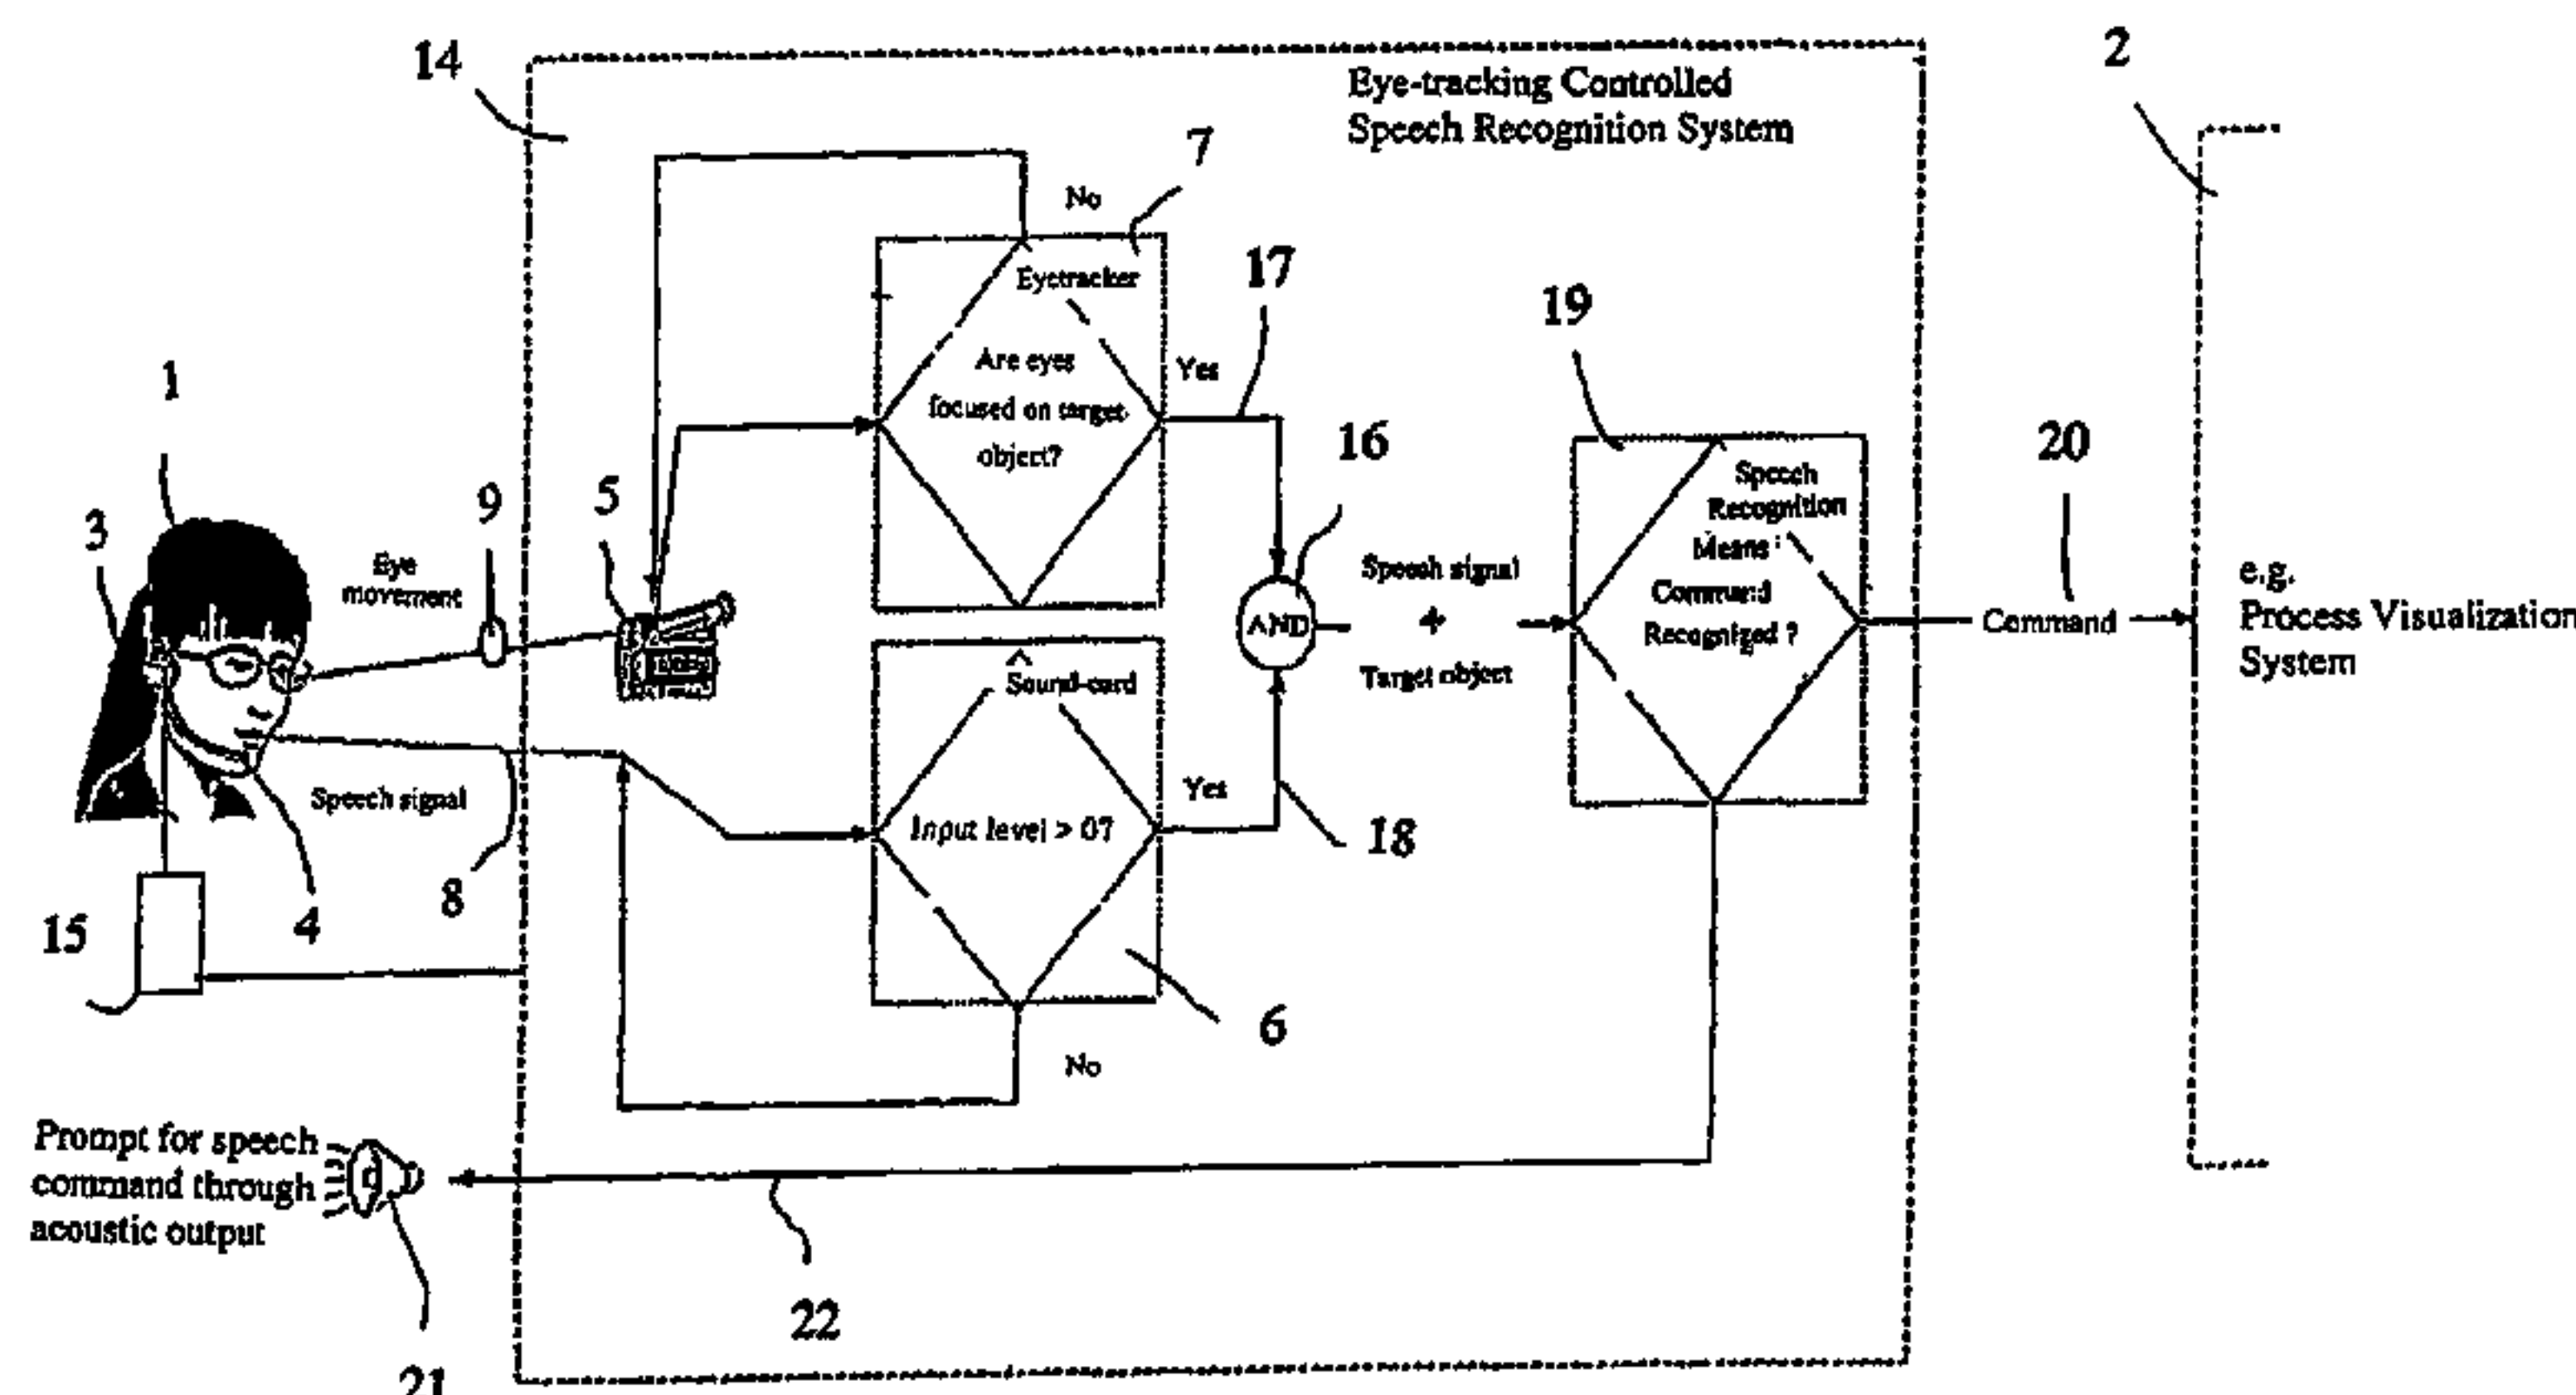 14
2
Eye-tracking Controlled
Speech Recognition System
7
No
Eyetracker
17
19
Are eyes
focused on target-
object?
Yes
1
16
20
9
5
3
Eye
movement
Speech
Recognition
Means :
Command
Recognized ?
Speech signal
+
Target object
AND
Command
e.g.
Process Visualization
System
Sound-card
Input level > 0?
Yes
18
Speech signal
8
4
15
6
No
Prompt for speech
command through
acoustic output
22
21